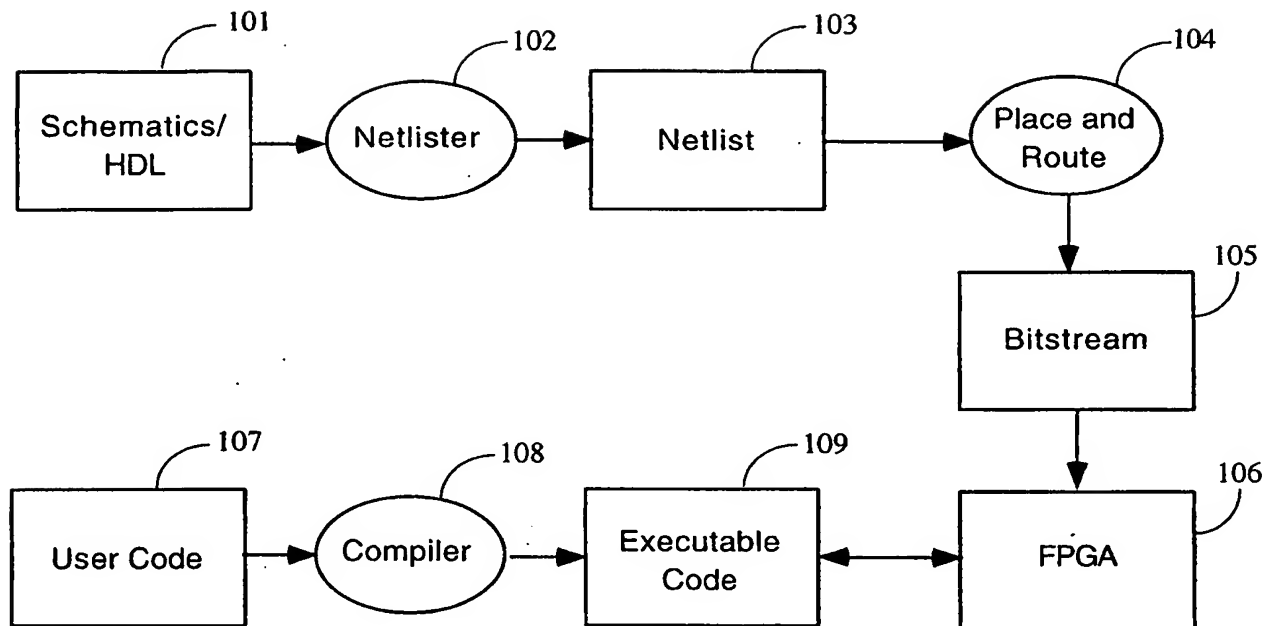 101
102
103
104
Schematics/
HDL
Netlister
Netlist
Place and
Route
105
Bitstream
107
108
109
106
User Code
Compiler
Executable
Code
FPGA